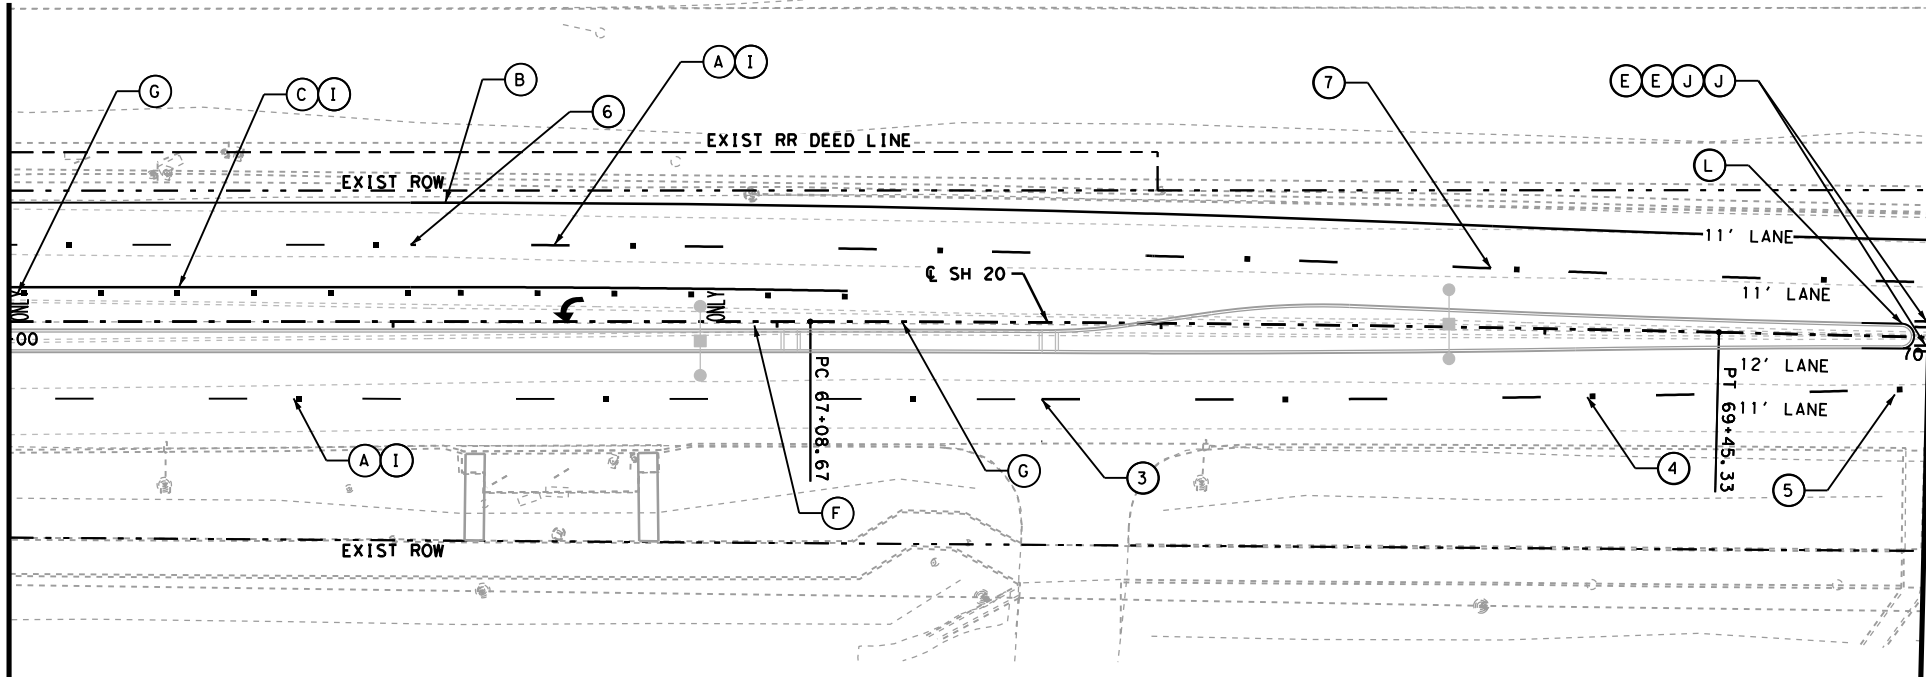 G
C I
B
6
A I
7
E E J J
L
EXIST RR DEED LINE
EXIST ROW
11' LANE
℄ SH 20
11' LANE
ONLY
ONLY
00
70
12' LANE
11' LANE
PC 67+08.67
PT 69+45.33
A I
G
3
4
5
F
EXIST ROW